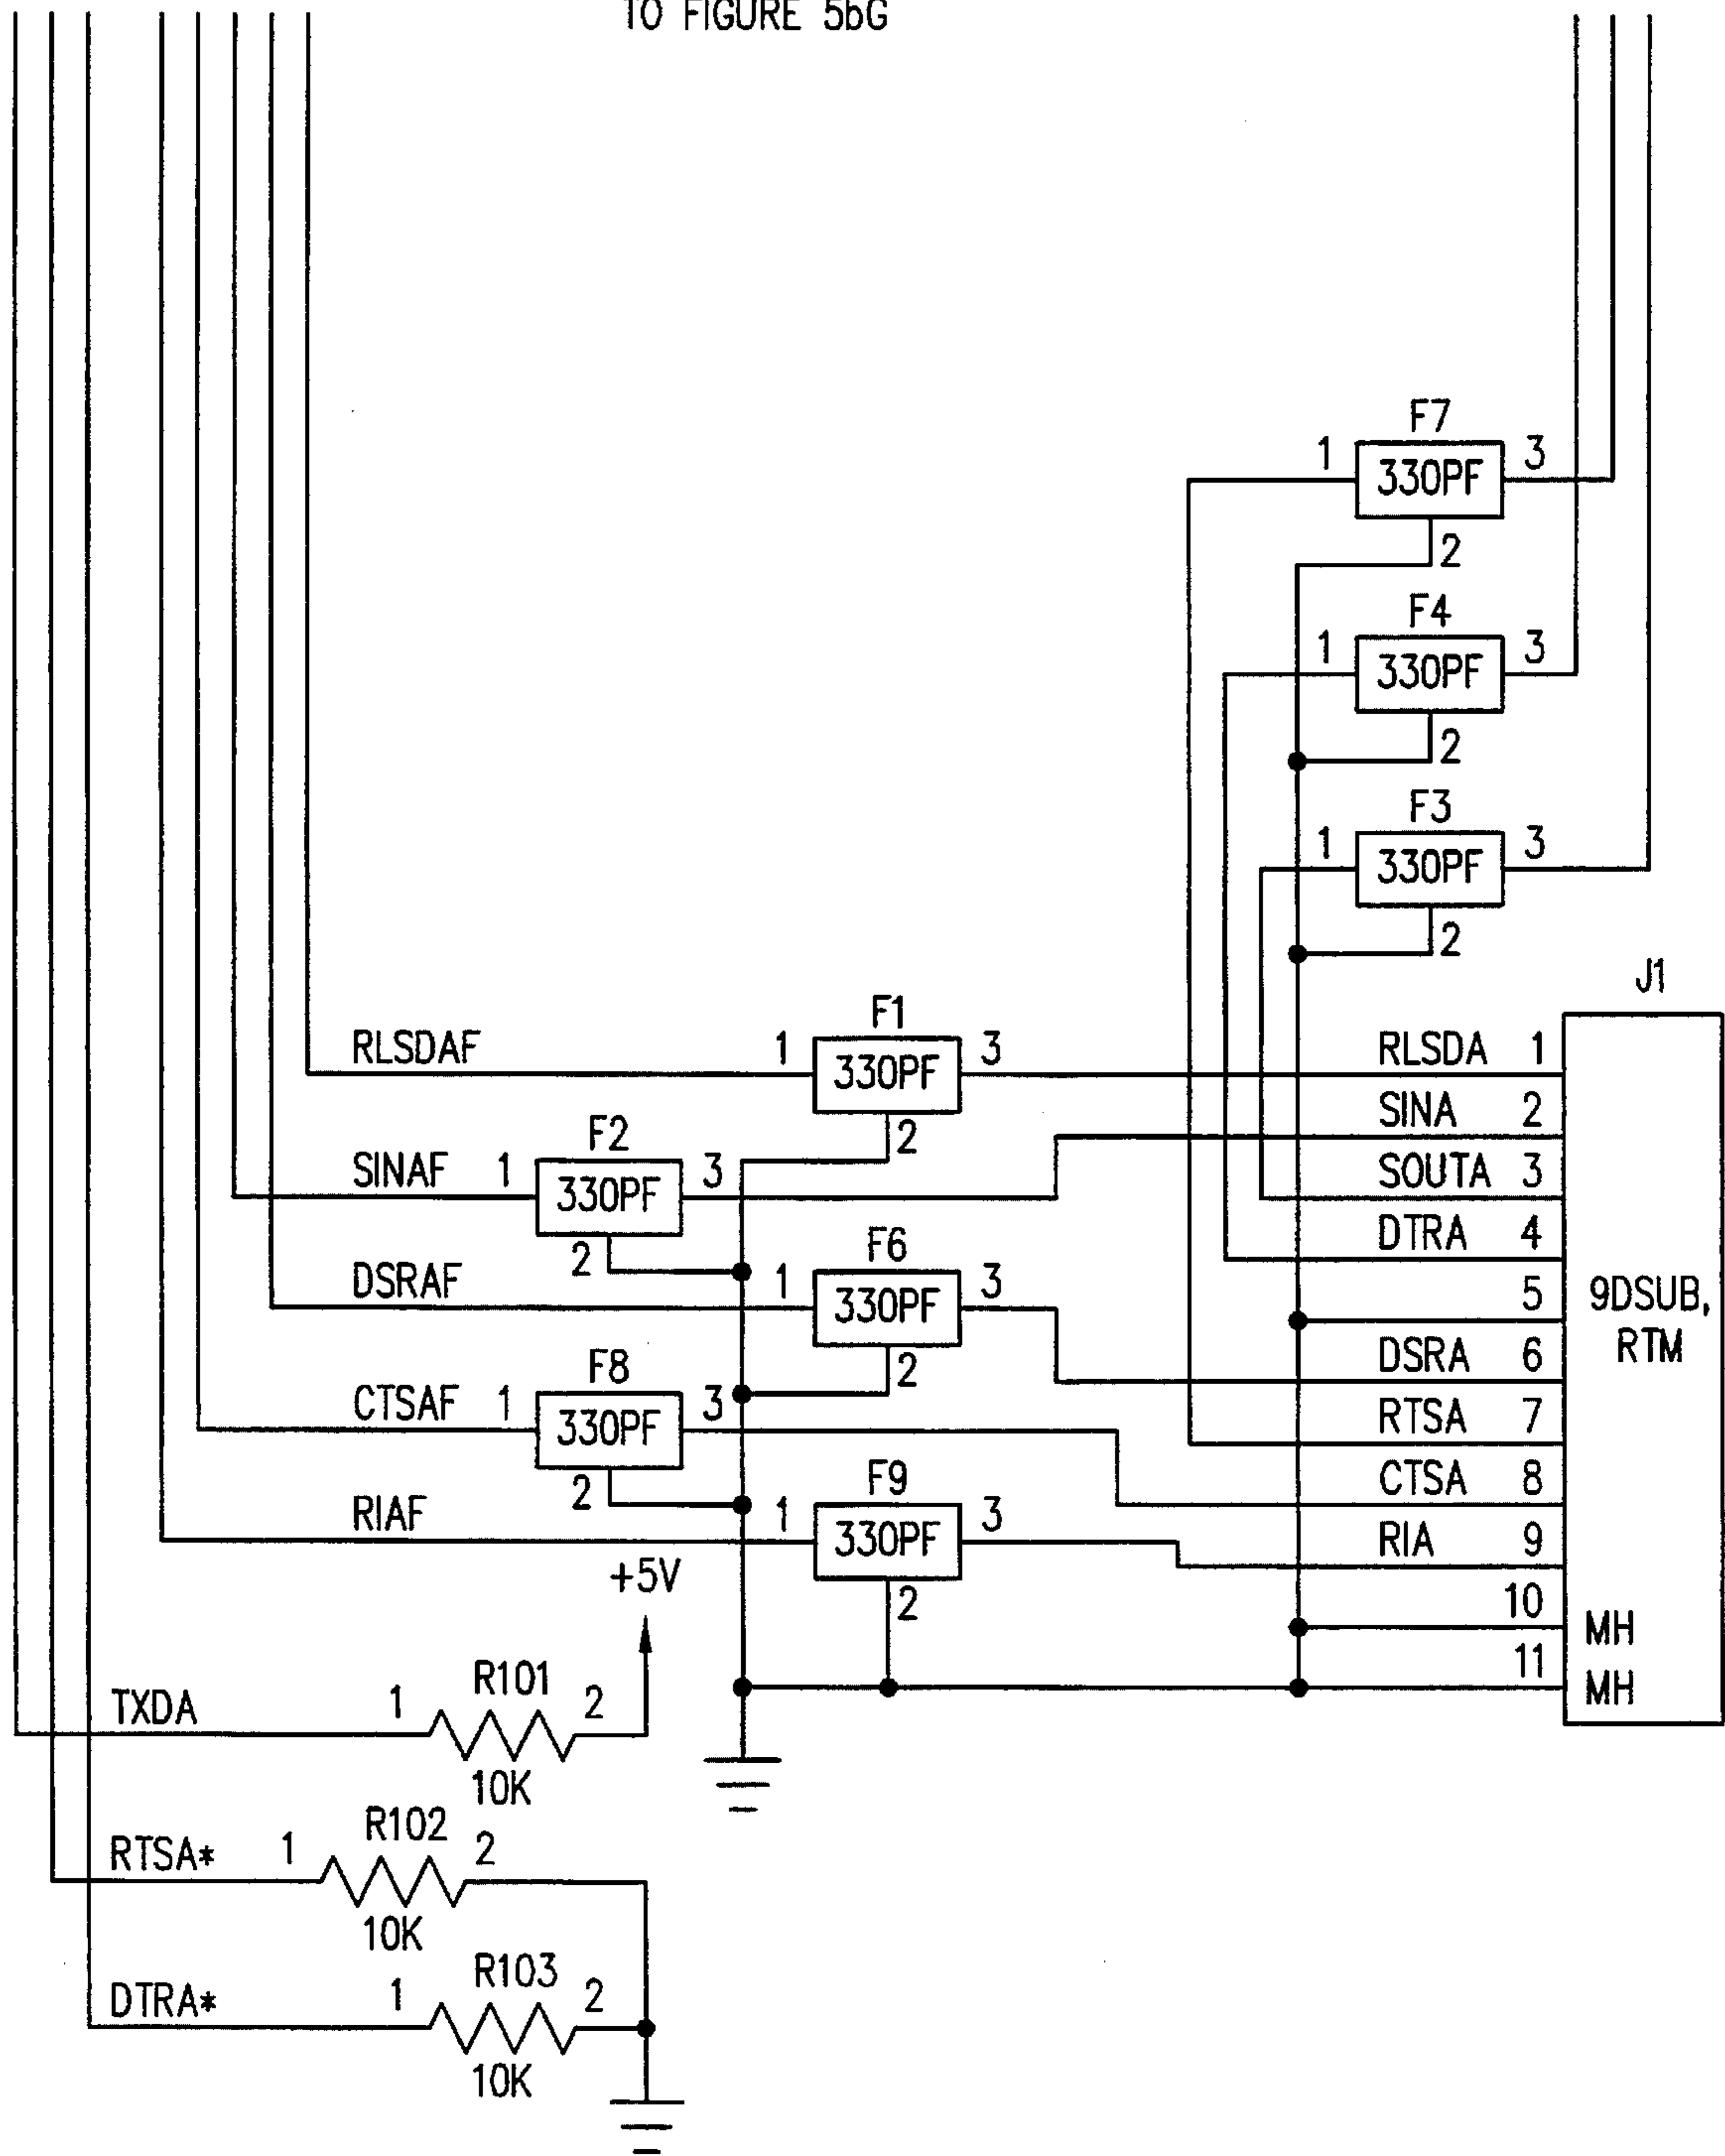 TO FIGURE 5bG
F7
1 330PF 3
2
F4
1 330PF 3
2
F3
1 330PF 3
2
J1
F1
RLSDAF 1 330PF 3 RLSDA 1
2
SINA 2
F2
SINAF 1 330PF 3 SOUTA 3
2
DTRA 4
F6
DSRAF 1 330PF 3 5
2
9DSUB,
RTM
DSRA 6
F8
CTSAF 1 330PF 3 RTSA 7
2
CTSA 8
F9
RIAF 1 330PF 3 RIA 9
2
+5V
10 MH
11 MH
R101
TXDA 1 2
10K
R102
RTSA* 1 2
10K
R103
DTRA* 1 2
10K